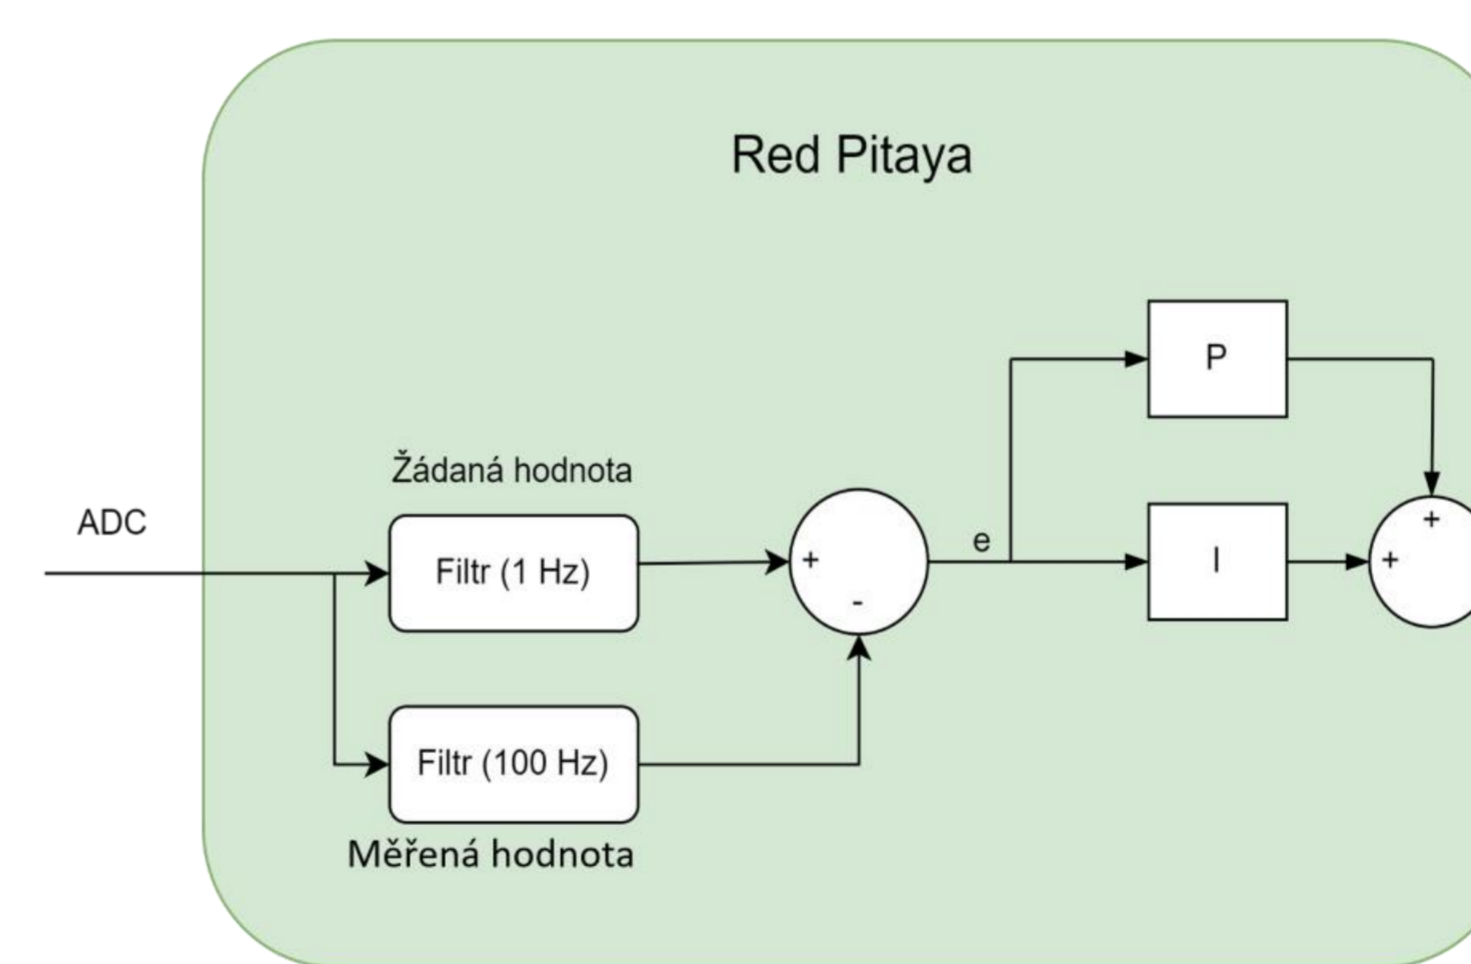 Red Pitaya
P
Žádaná hodnota
ADC
Filtr (1 Hz)
+
-
e
I
+
+
Filtr (100 Hz)
Měřená hodnota